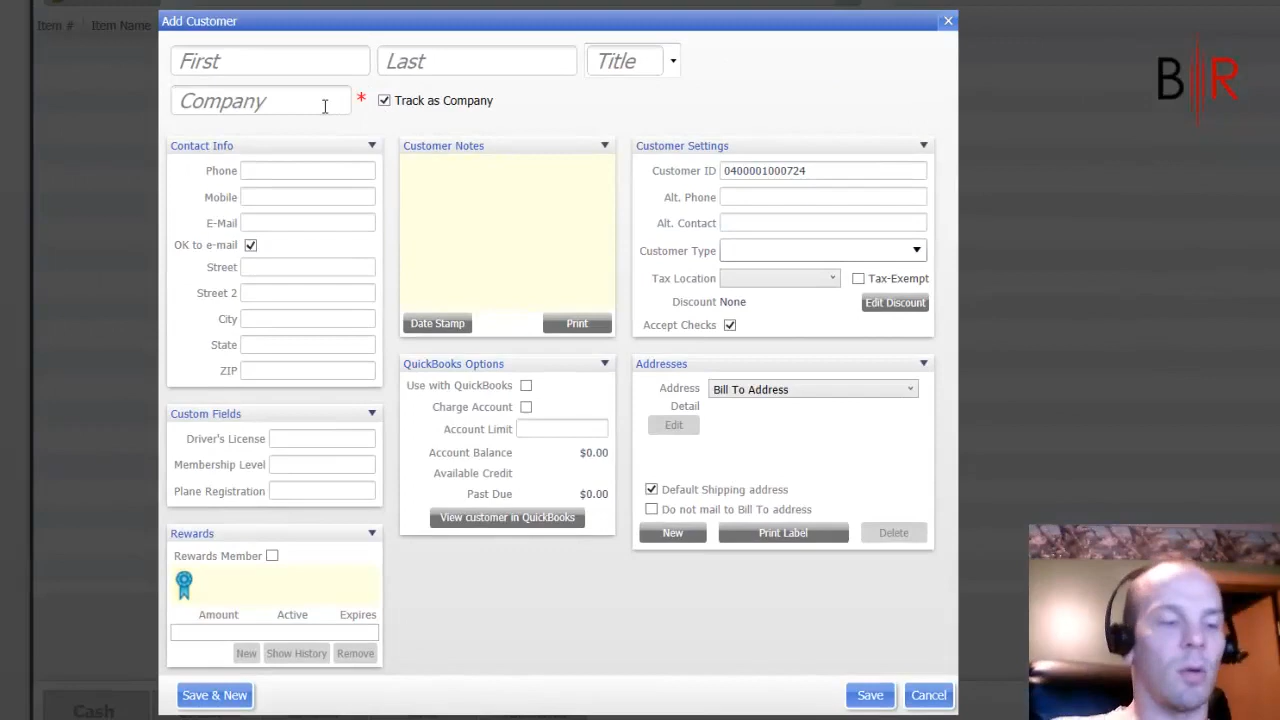 Item # Item Name
Add Customer
First Last Title
Company * Track as Company
B R
Contact Info
Phone
Mobile
E-Mail
OK to e-mail
Street
Street 2
City
State
ZIP
Custom Fields
Driver's License
Membership Level
Plane Registration
Rewards
Rewards Member
Amount Active Expires
New Show History Remove
Customer Notes
Date Stamp Print
QuickBooks Options
Use with QuickBooks
Charge Account
Account Limit
Account Balance $0.00
Available Credit
Past Due $0.00
View customer in QuickBooks
Customer Settings
Customer ID 0400001000724
Alt. Phone
Alt. Contact
Customer Type
Tax Location Tax-Exempt
Discount None Edit Discount
Accept Checks
Addresses
Address Bill To Address
Detail
Edit
Default Shipping address
Do not mail to Bill To address
New Print Label Delete
Save & New Save Cancel
Cash